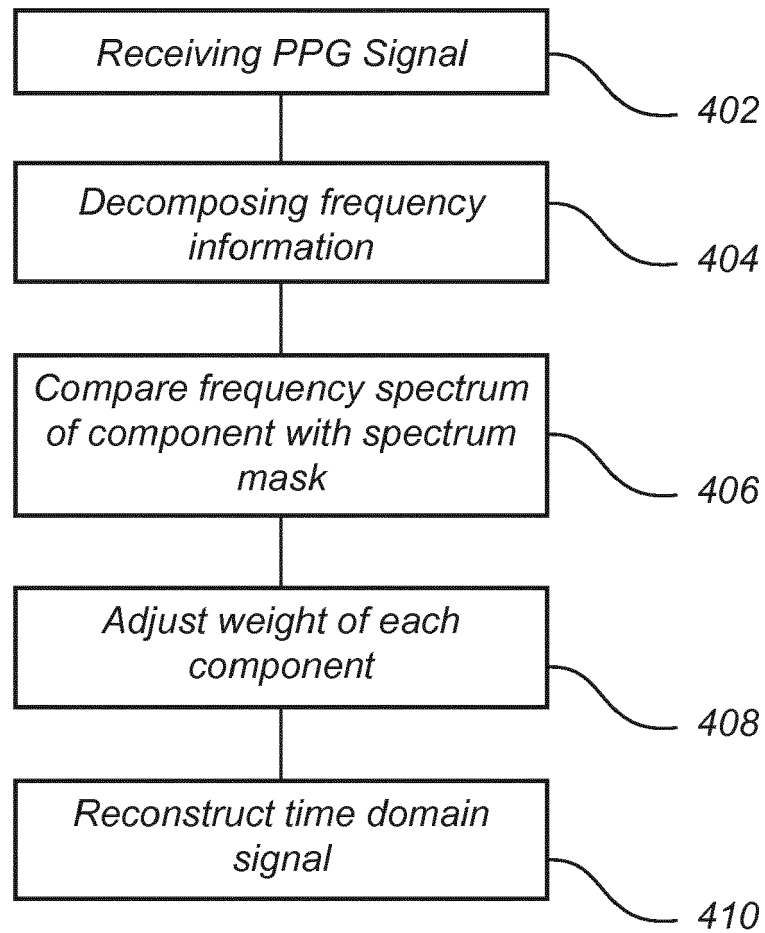 Receiving PPG Signal
402
Decomposing frequency
information
404
Compare frequency spectrum
of component with spectrum
mask
406
Adjust weight of each
component
408
Reconstruct time domain
signal
410